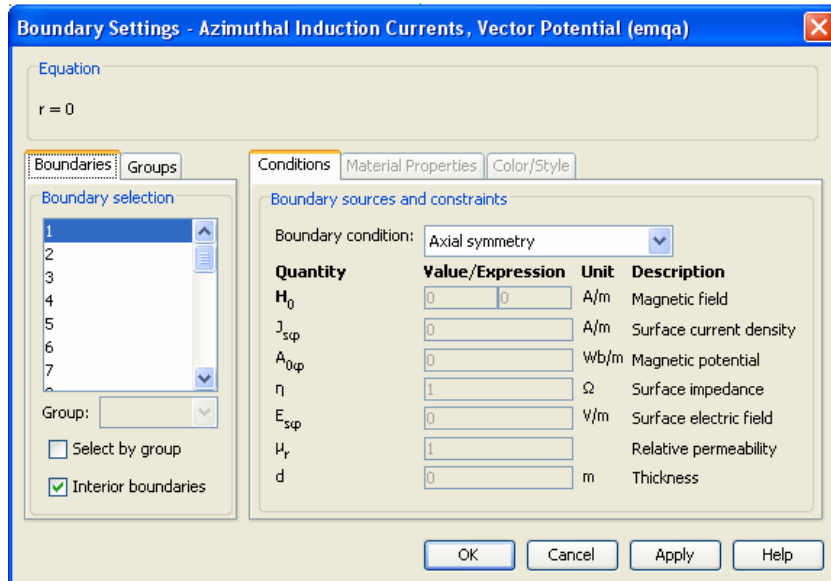 Boundary Settings - Azimuthal Induction Currents, Vector Potential (emqa)
Equation
r = 0
Boundaries Groups
Boundary selection
1
2
3
4
5
6
7
Group:
Select by group
Interior boundaries
Conditions Material Properties Color/Style
Boundary sources and constraints
Boundary condition: Axial symmetry
Quantity Value/Expression Unit Description
H₀ 0 0 A/m Magnetic field
Jsφ 0 A/m Surface current density
A₀φ 0 Wb/m Magnetic potential
η 1 Ω Surface impedance
Esφ 0 V/m Surface electric field
μr 1 Relative permeability
d 0 m Thickness
OK Cancel Apply Help